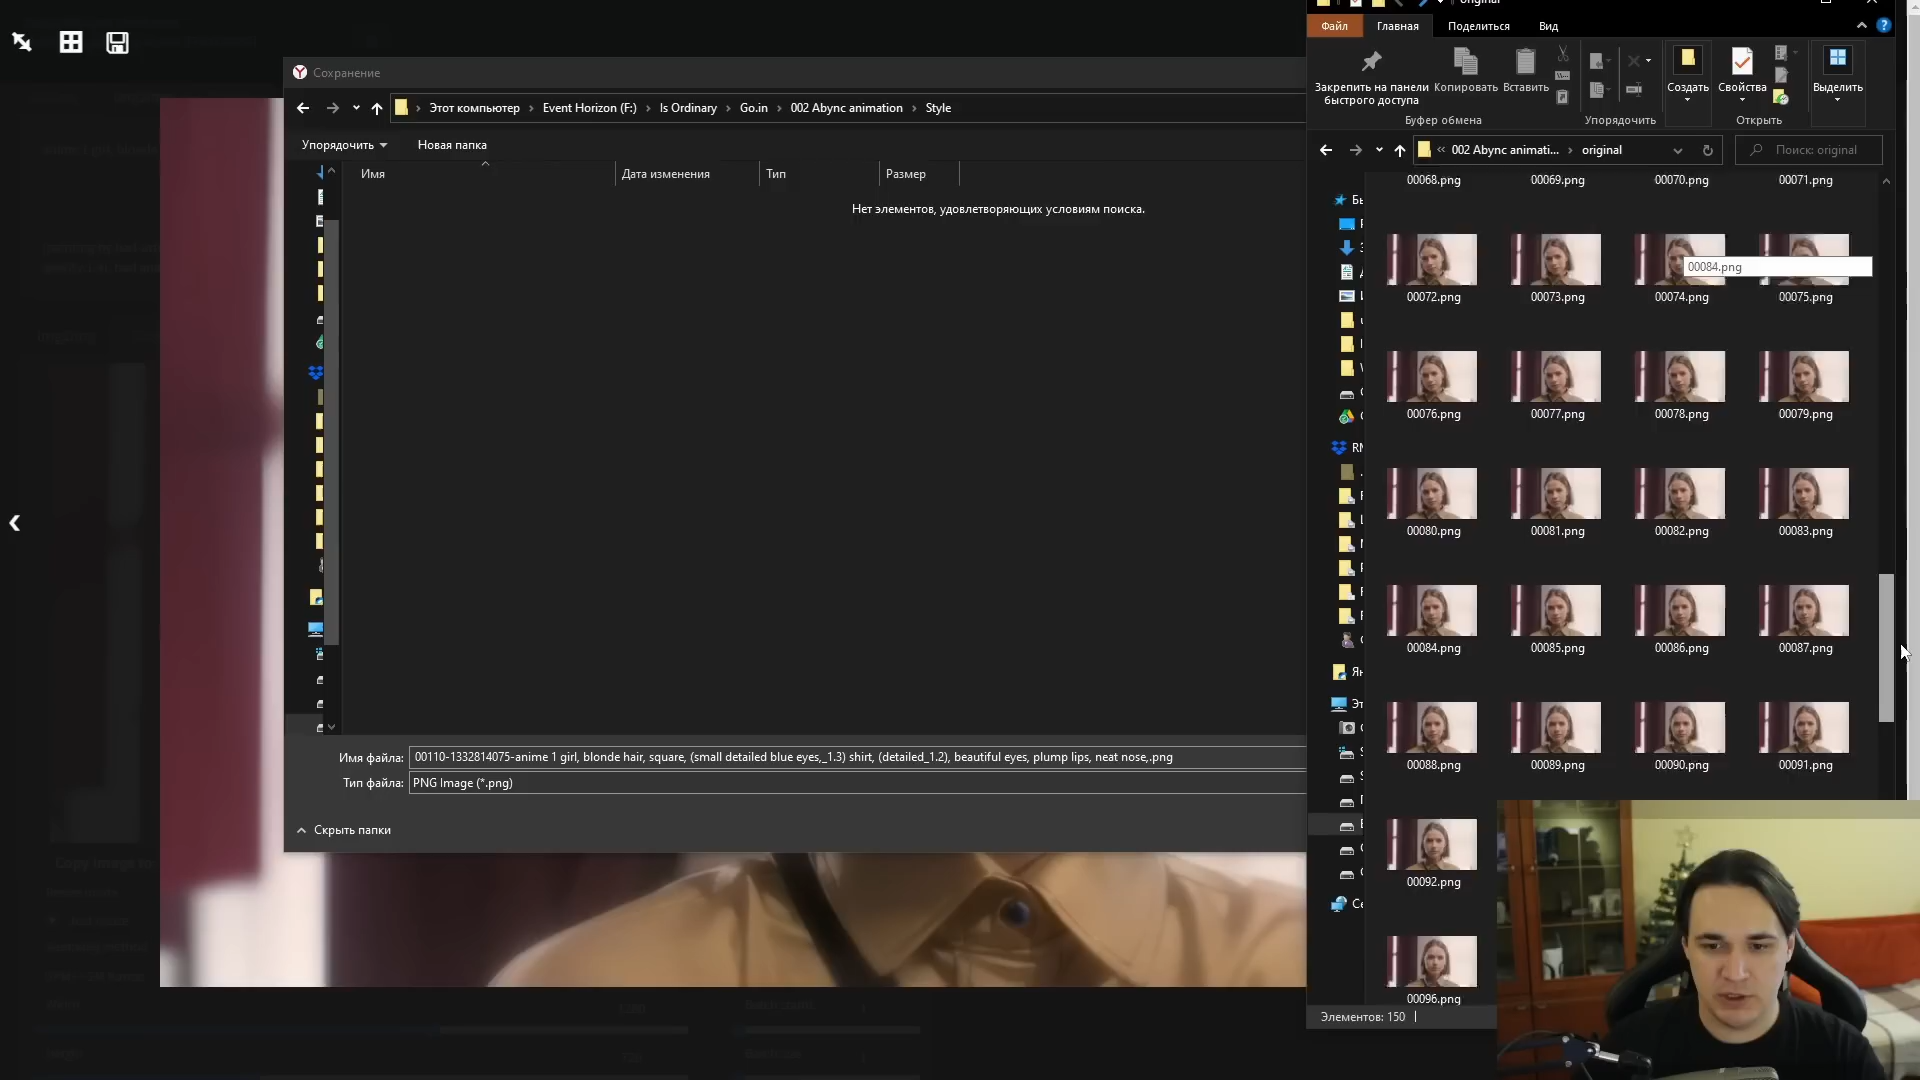 Сохранение
Этот компьютер › Event Horizon (F:) › Is Ordinary › Go.in › 002 Abync animation › Style
Упорядочить
Новая папка
Имя
Дата изменения
Тип
Размер
Нет элементов, удовлетворяющих условиям поиска.
Имя файла:
00110-1332814075-anime 1 girl, blonde hair, square, (small detailed blue eyes,_1.3) shirt, (detailed_1.2), beautiful eyes, plump lips, neat nose,.png
Тип файла:
PNG Image (*.png)
Скрыть папки
original
Файл
Главная
Поделиться
Вид
Закрепить на панели
быстрого доступа
Копировать
Вставить
Создать
Свойства
Выделить
Буфер обмена
Упорядочить
Открыть
« 002 Abync animati... › original
Поиск: original
00068.png
00069.png
00070.png
00071.png
00084.png
00072.png
00073.png
00074.png
00075.png
00076.png
00077.png
00078.png
00079.png
00080.png
00081.png
00082.png
00083.png
00084.png
00085.png
00086.png
00087.png
00088.png
00089.png
00090.png
00091.png
00092.png
00096.png
Элементов: 150